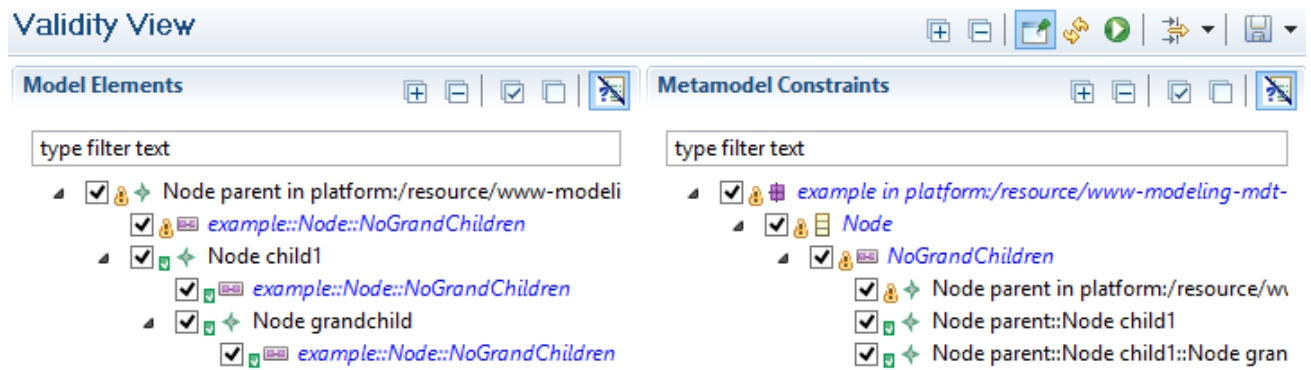 Validity View
Model Elements
type filter text
Node parent in platform:/resource/www-modeli
example::Node::NoGrandChildren
Node child1
example::Node::NoGrandChildren
Node grandchild
example::Node::NoGrandChildren
Metamodel Constraints
type filter text
example in platform:/resource/www-modeling-mdt-
Node
NoGrandChildren
Node parent in platform:/resource/wv
Node parent::Node child1
Node parent::Node child1::Node gran